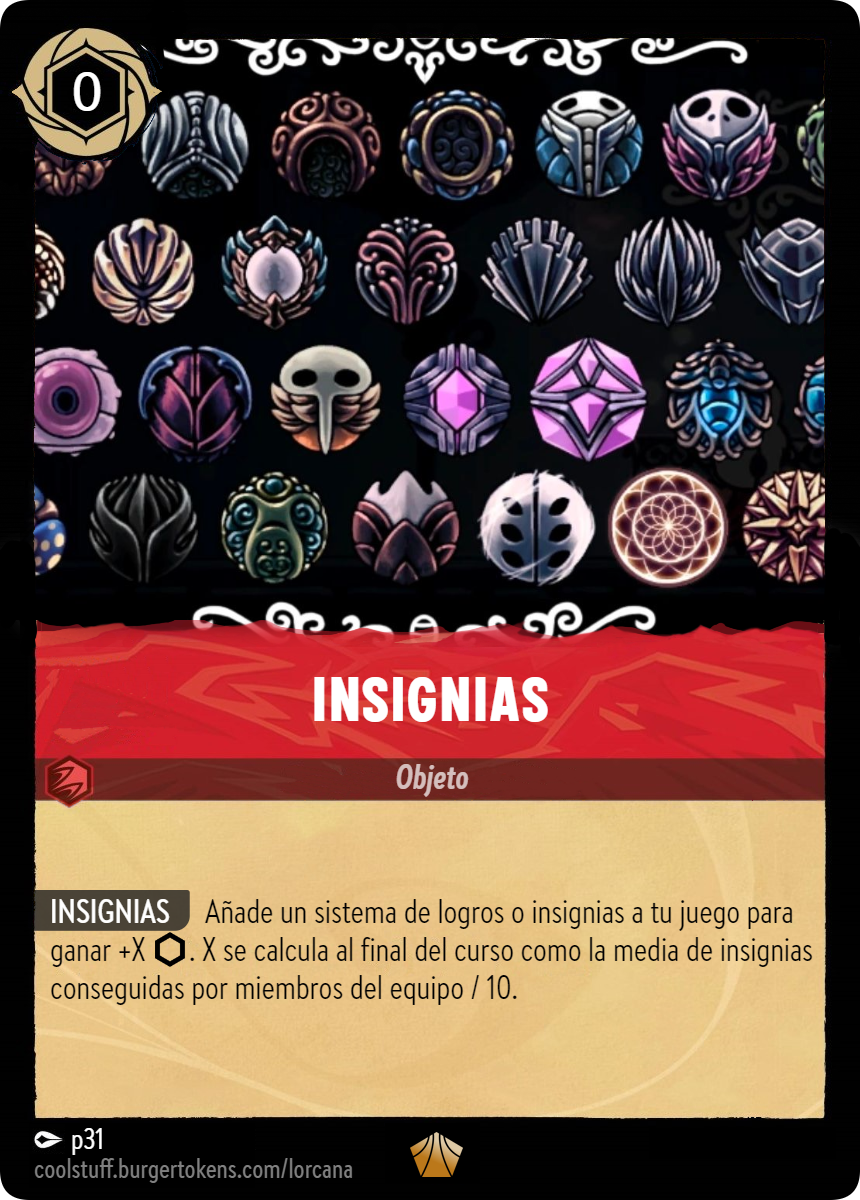 0
INSIGNIAS
Objeto
INSIGNIAS Añade un sistema de logros o insignias a tu juego para
ganar +X ⬡. X se calcula al final del curso como la media de insignias
conseguidas por miembros del equipo / 10.
p31
coolstuff.burgertokens.com/lorcana